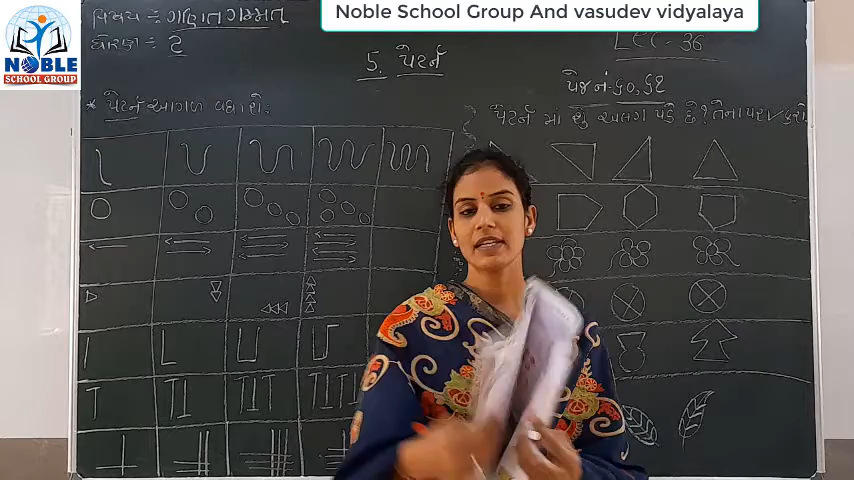 Noble School Group And vasudev vidyalaya
NOBLE
SCHOOL GROUP
વિષય :- ગણિત ગમ્મત
ધોરણ :- ૨
Lec-36
5. પેટર્ન
પેજ નં. ૬૦, ૬૨
* પેટર્ન આગળ વધારો.
પેટર્ન માં શું અલગ પડે છે? તેના પર ✓ કરો